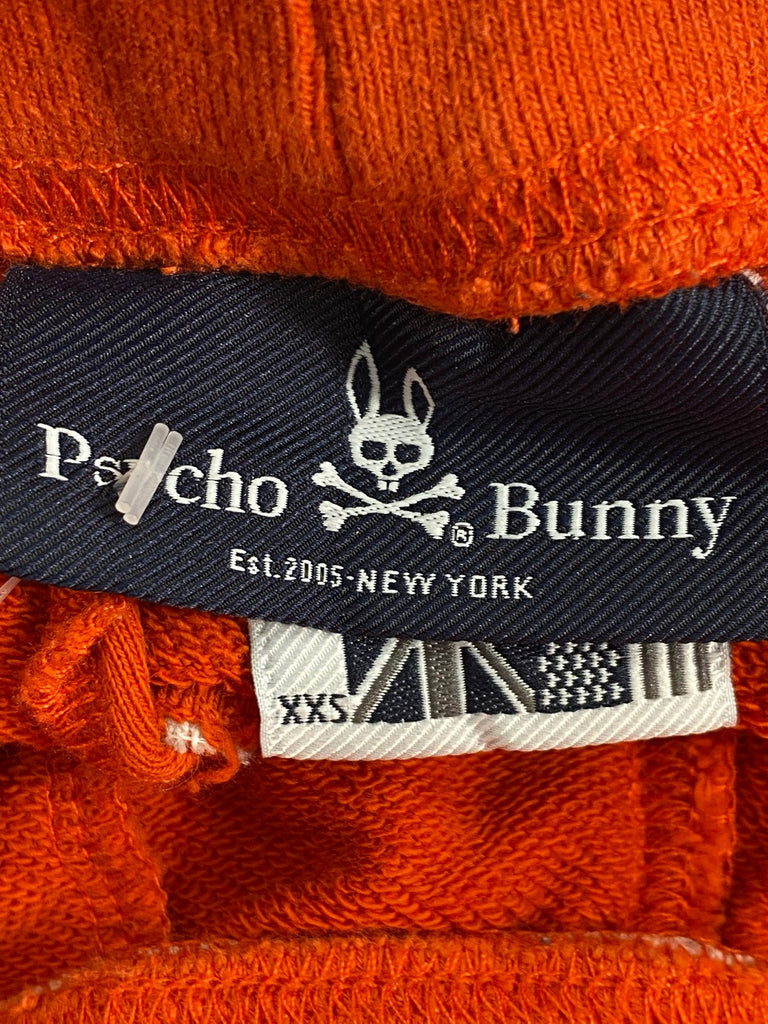 Psycho Bunny
®
Est.2005-NEW YORK
XXS